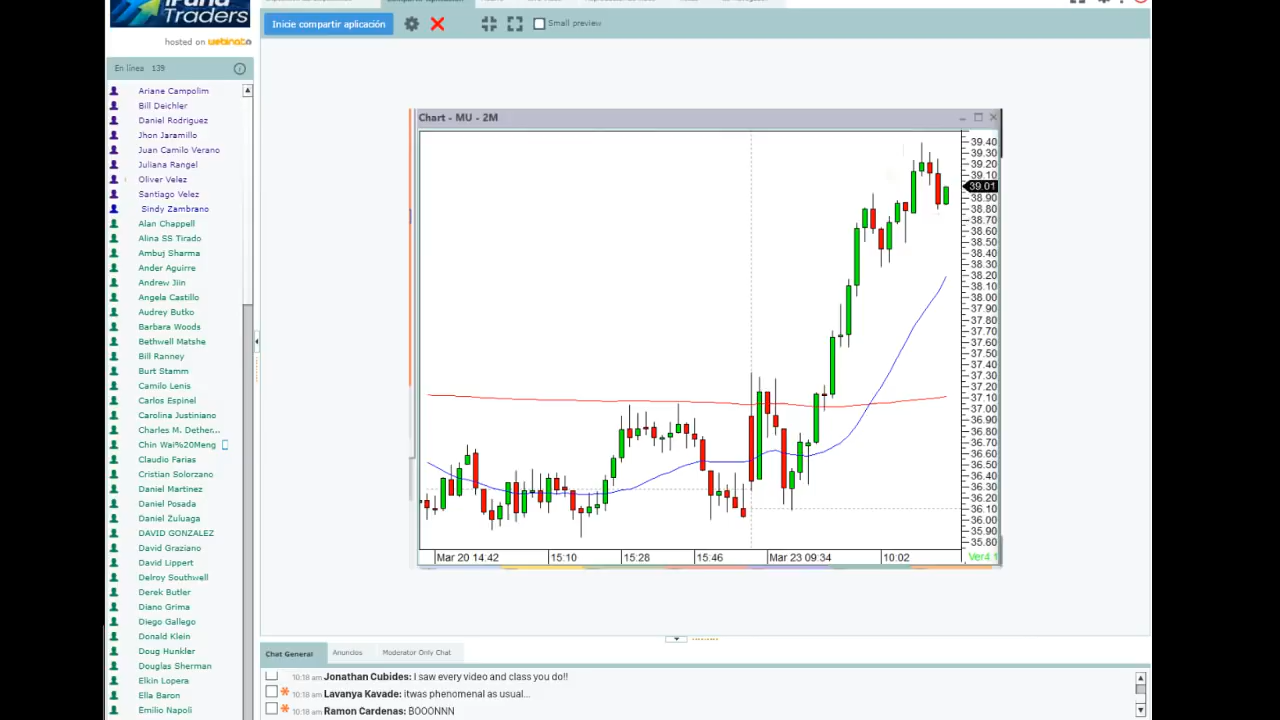 Traders
hosted on webinato
Inicie compartir aplicación
Small preview
En línea 139
Ariane Campolim
Bill Deichler
Daniel Rodriguez
Jhon Jaramillo
Juan Camilo Verano
Juliana Rangel
Oliver Velez
Santiago Velez
Sindy Zambrano
Alan Chappell
Alina SS Tirado
Ambuj Sharma
Ander Aguirre
Andrew Jiin
Angela Castillo
Audrey Butko
Barbara Woods
Bethwell Matshe
Bill Ranney
Burt Stamm
Camilo Lenis
Carlos Espinel
Carolina Justiniano
Charles M. Dether...
Chin Wai%20Meng
Claudio Farias
Cristian Solorzano
Daniel Martinez
Daniel Posada
Daniel Zuluaga
DAVID GONZALEZ
David Graziano
David Lippert
Delroy Southwell
Derek Butler
Diano Grima
Diego Gallego
Donald Klein
Doug Hunkler
Douglas Sherman
Elkin Lopera
Ella Baron
Emilio Napoli
Chart - MU - 2M
39.40
39.30
39.20
39.10
39.01
38.90
38.80
38.70
38.60
38.50
38.40
38.30
38.20
38.10
38.00
37.90
37.80
37.70
37.60
37.50
37.40
37.30
37.20
37.10
37.00
36.90
36.80
36.70
36.60
36.50
36.40
36.30
36.20
36.10
36.00
35.90
35.80
Mar 20 14:42 15:10 15:28 15:46 Mar 23 09:34 10:02 Ver4.1
Chat General Anuncios Moderator Only Chat
10:18 am Jonathan Cubides: I saw every video and class you do!!
10:18 am Lavanya Kavade: itwas phenomenal as usual...
10:18 am Ramon Cardenas: BOOONNN